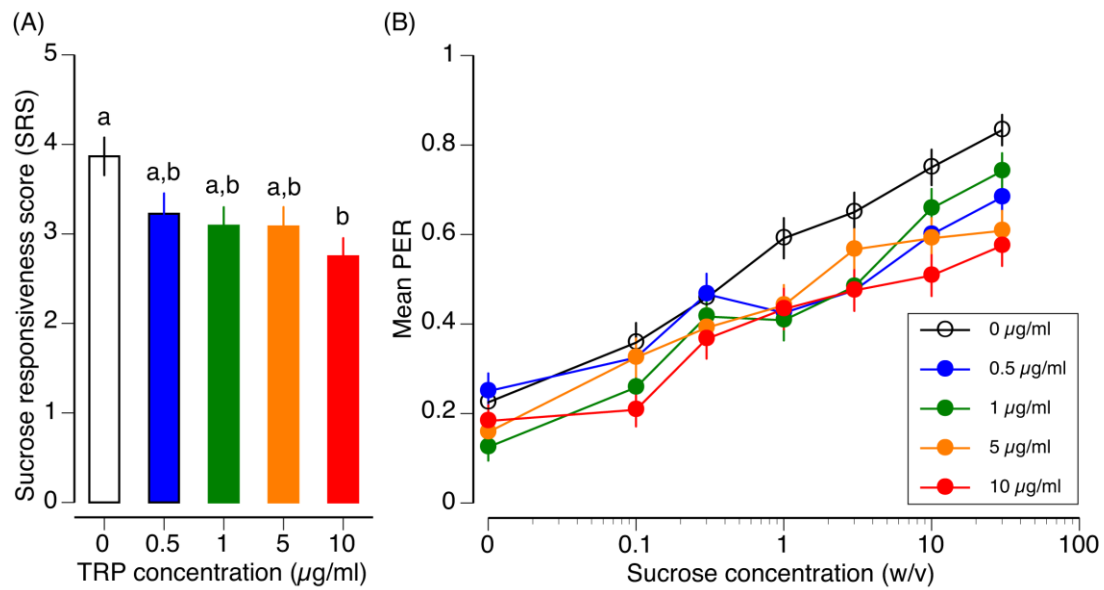 (A)
Sucrose responsiveness score (SRS)
5
4
3
2
1
0
a
a,b
a,b
a,b
b
0 0.5 1 5 10
TRP concentration (µg/ml)
(B)
Mean PER
1
0.8
0.6
0.4
0.2
0
0 0.1 1 10 100
Sucrose concentration (w/v)
0 µg/ml
0.5 µg/ml
1 µg/ml
5 µg/ml
10 µg/ml